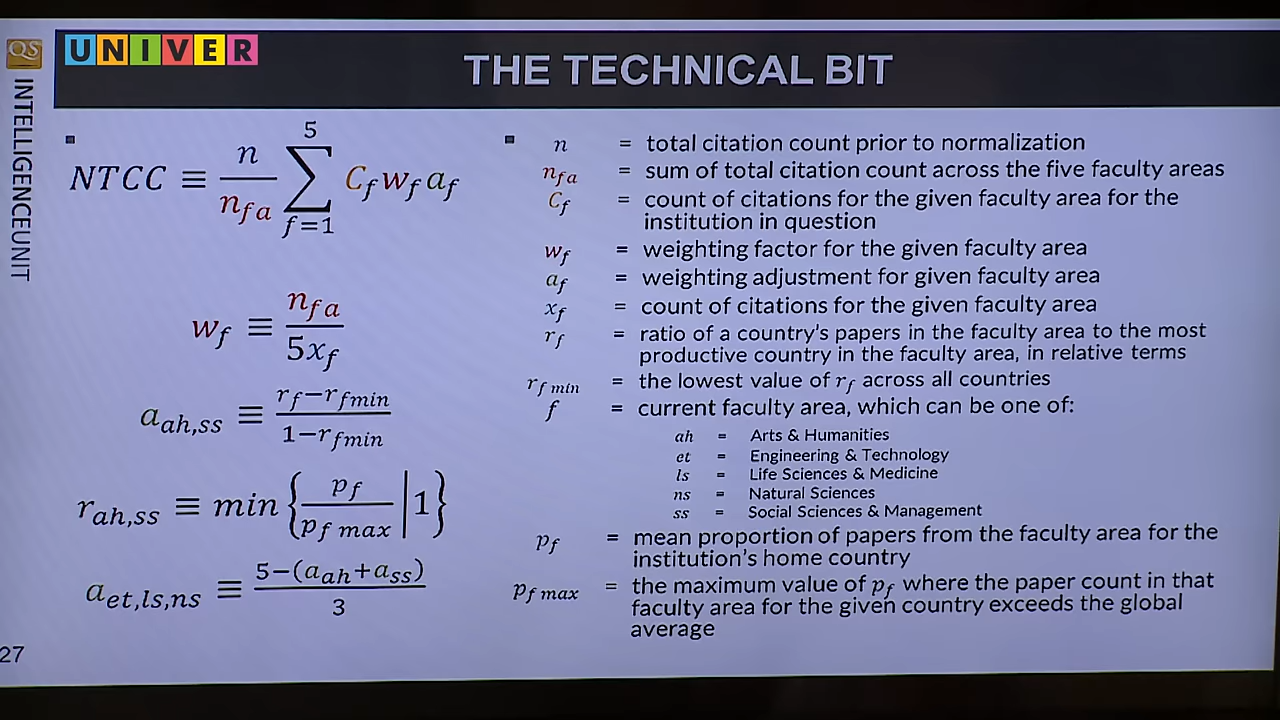 QS
INTELLIGENCEUNIT
UNIVER
THE TECHNICAL BIT
NTCC ≡ n/n_fa ∑_{f=1}^{5} C_f w_f a_f
w_f ≡ n_fa/5x_f
a_ah,ss ≡ r_f−r_fmin/1−r_fmin
r_ah,ss ≡ min {p_f/p_f max | 1}
a_et,ls,ns ≡ 5−(a_ah+a_ss)/3
n = total citation count prior to normalization
n_fa = sum of total citation count across the five faculty areas
C_f = count of citations for the given faculty area for the
institution in question
w_f = weighting factor for the given faculty area
a_f = weighting adjustment for given faculty area
x_f = count of citations for the given faculty area
r_f = ratio of a country's papers in the faculty area to the most
productive country in the faculty area, in relative terms
r_f min = the lowest value of r_f across all countries
f = current faculty area, which can be one of:
ah = Arts & Humanities
et = Engineering & Technology
ls = Life Sciences & Medicine
ns = Natural Sciences
ss = Social Sciences & Management
p_f = mean proportion of papers from the faculty area for the
institution's home country
p_f max = the maximum value of p_f where the paper count in that
faculty area for the given country exceeds the global
average
27